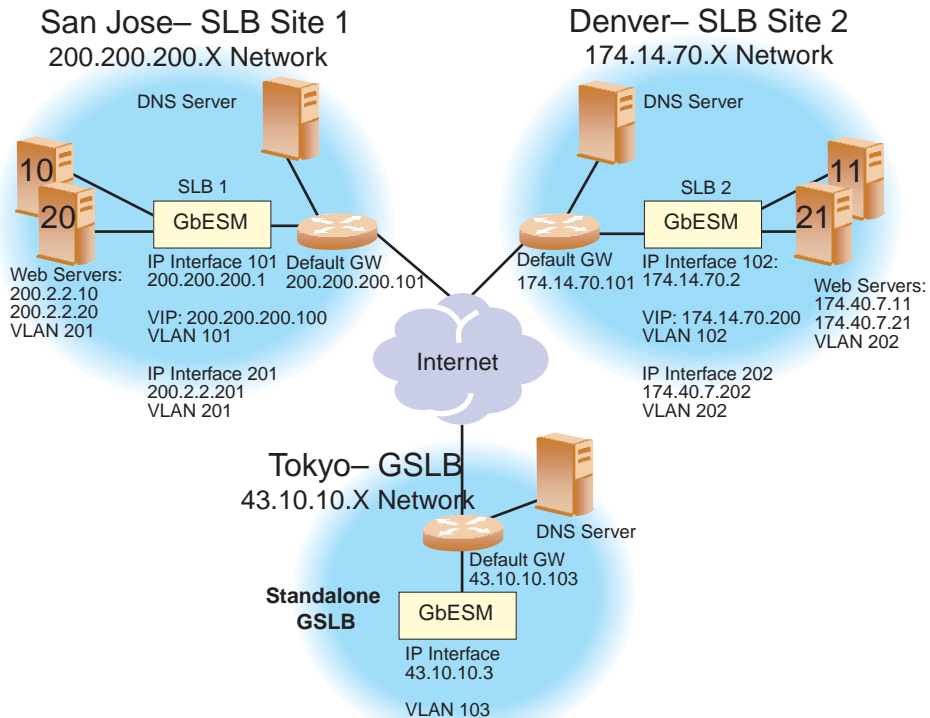 San Jose– SLB Site 1
200.200.200.X Network
DNS Server
10
20
SLB 1
GbESM
Web Servers:
200.2.2.10
200.2.2.20
VLAN 201
IP Interface 101
200.200.200.1
VIP: 200.200.200.100
VLAN 101
IP Interface 201
200.2.2.201
VLAN 201
Default GW
200.200.200.101
Denver– SLB Site 2
174.14.70.X Network
DNS Server
SLB 2
GbESM
11
21
Default GW
174.14.70.101
IP Interface 102:
174.14.70.2
VIP: 174.14.70.200
VLAN 102
IP Interface 202
174.40.7.202
VLAN 202
Web Servers:
174.40.7.11
174.40.7.21
VLAN 202
Internet
Tokyo– GSLB
43.10.10.X Network
DNS Server
Default GW
43.10.10.103
Standalone
GSLB
GbESM
IP Interface
43.10.10.3
VLAN 103